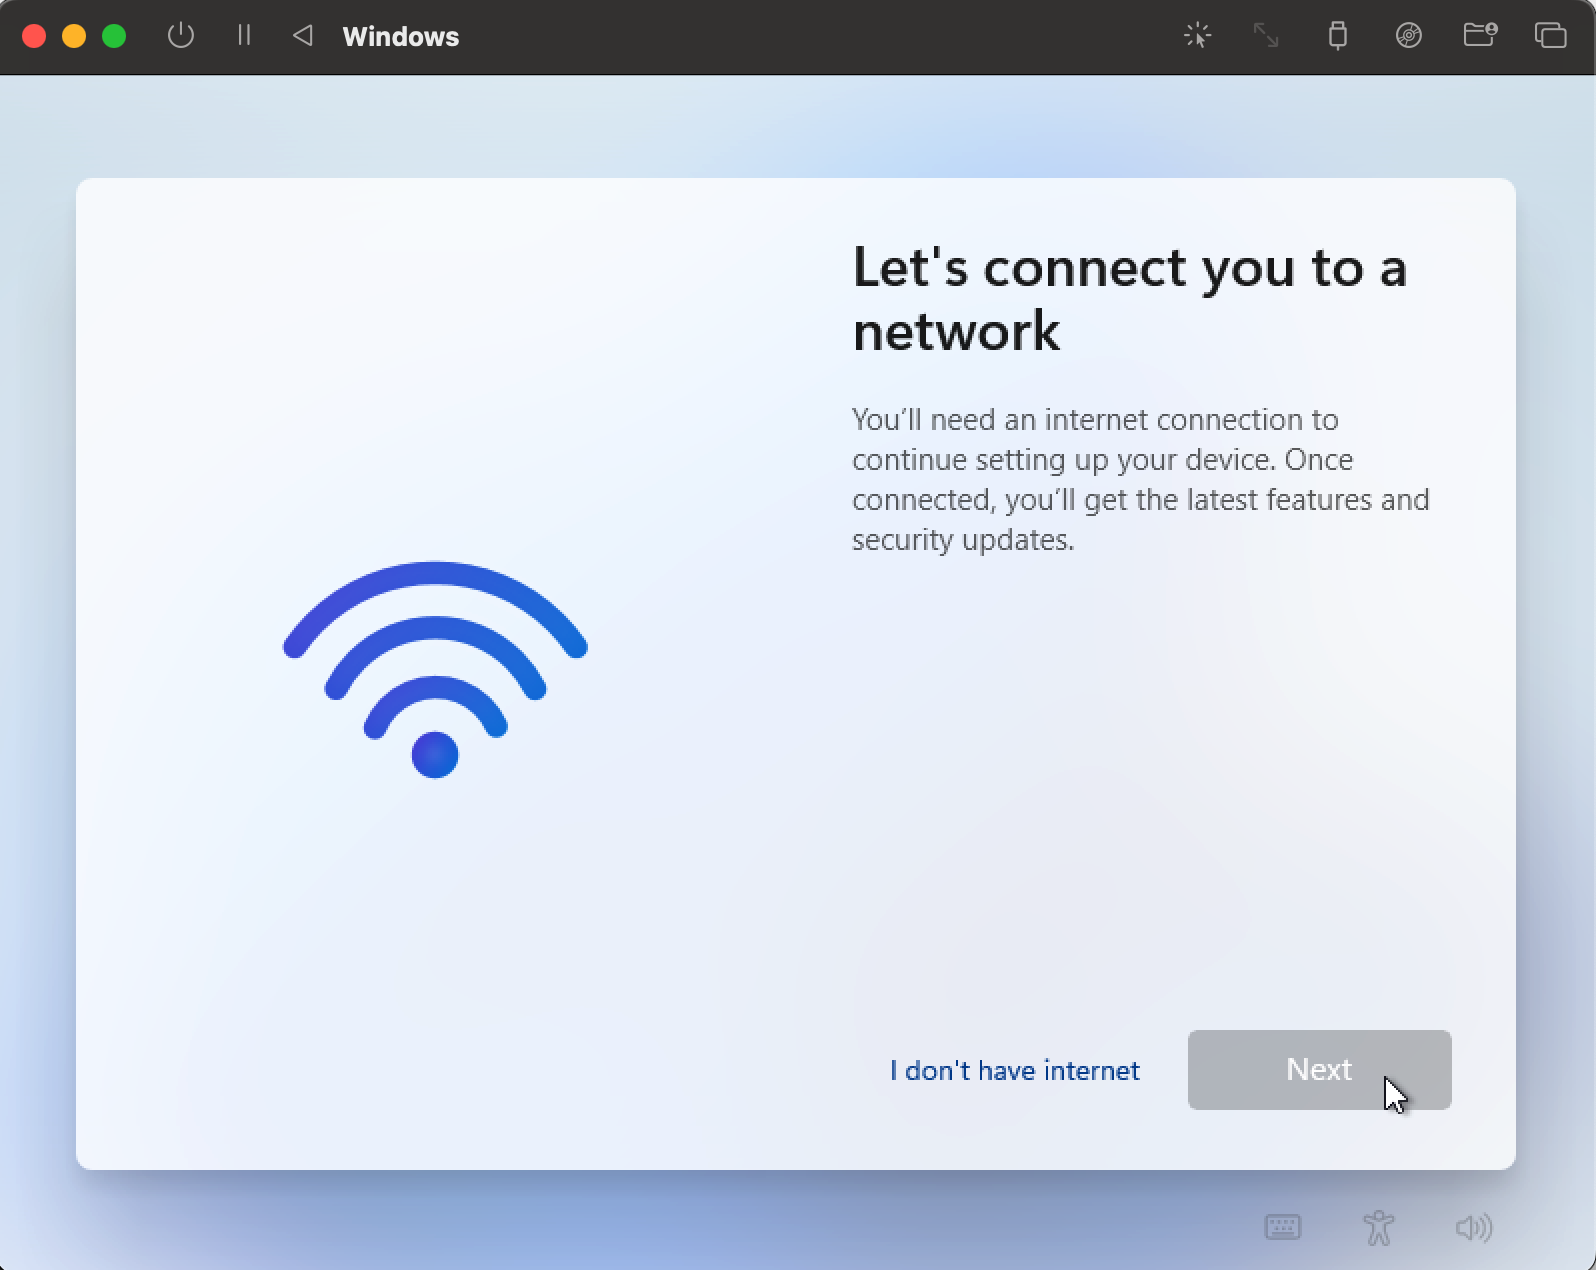 Windows
Let's connect you to a
network
You’ll need an internet connection to
continue setting up your device. Once
connected, you’ll get the latest features and
security updates.
I don't have internet
Next